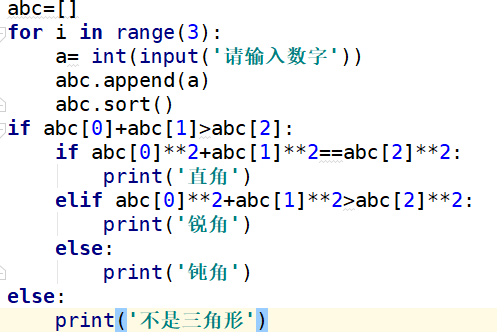 abc=[]
for i in range(3):
    a= int(input('请输入数字'))
    abc.append(a)
    abc.sort()
if abc[0]+abc[1]>abc[2]:
    if abc[0]**2+abc[1]**2==abc[2]**2:
        print('直角')
    elif abc[0]**2+abc[1]**2>abc[2]**2:
        print('锐角')
    else:
        print('钝角')
else:
    print('不是三角形')